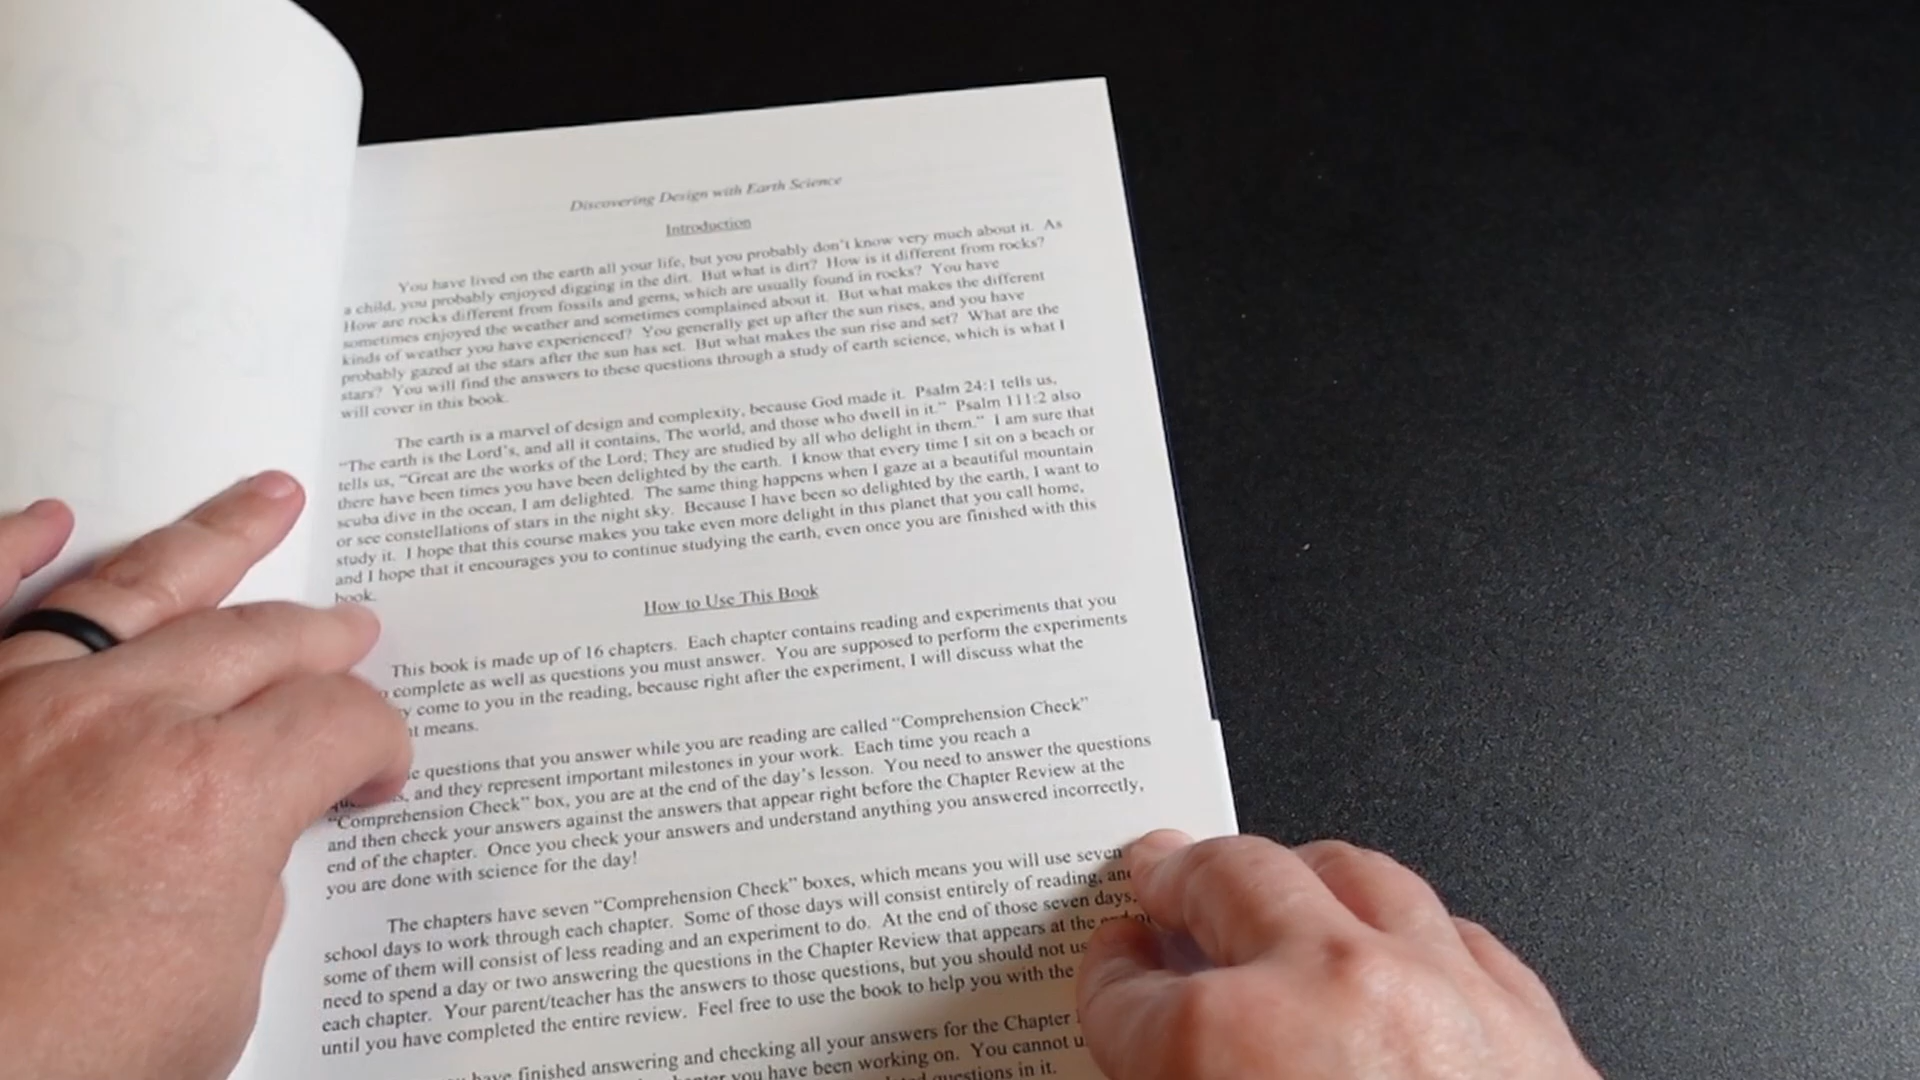 Discovering Design with Earth Science
Introduction
You have lived on the earth all your life, but you probably don't know very much about it. As
a child, you probably enjoyed digging in the dirt. But what is dirt? How is it different from rocks?
How are rocks different from fossils and gems, which are usually found in rocks? You have
sometimes enjoyed the weather and sometimes complained about it. But what makes the different
kinds of weather you have experienced? You generally get up after the sun rises, and you have
probably gazed at the stars after the sun has set. But what makes the sun rise and set? What are the
stars? You will find the answers to these questions through a study of earth science, which is what I
will cover in this book.
The earth is a marvel of design and complexity, because God made it. Psalm 24:1 tells us,
"The earth is the Lord's, and all it contains, The world, and those who dwell in it." Psalm 111:2 also
tells us, "Great are the works of the Lord; They are studied by all who delight in them." I am sure that
there have been times you have been delighted by the earth. I know that every time I sit on a beach or
scuba dive in the ocean, I am delighted. The same thing happens when I gaze at a beautiful mountain
or see constellations of stars in the night sky. Because I have been so delighted by the earth, I want to
study it. I hope that this course makes you take even more delight in this planet that you call home,
and I hope that it encourages you to continue studying the earth, even once you are finished with this
book.
How to Use This Book
This book is made up of 16 chapters. Each chapter contains reading and experiments that you
complete as well as questions you must answer. You are supposed to perform the experiments
come to you in the reading, because right after the experiment, I will discuss what the
means.
questions that you answer while you are reading are called "Comprehension Check"
and they represent important milestones in your work. Each time you reach a
"Comprehension Check" box, you are at the end of the day's lesson. You need to answer the questions
and then check your answers against the answers that appear right before the Chapter Review at the
end of the chapter. Once you check your answers and understand anything you answered incorrectly,
you are done with science for the day!
The chapters have seven "Comprehension Check" boxes, which means you will use seven
school days to work through each chapter. Some of those days will consist entirely of reading, and
some of them will consist of less reading and an experiment to do. At the end of those seven days,
need to spend a day or two answering the questions in the Chapter Review that appears at the end of
each chapter. Your parent/teacher has the answers to those questions, but you should not us
until you have completed the entire review. Feel free to use the book to help you with the
have finished answering and checking all your answers for the Chapter
you have been working on. You cannot u
questions in it.